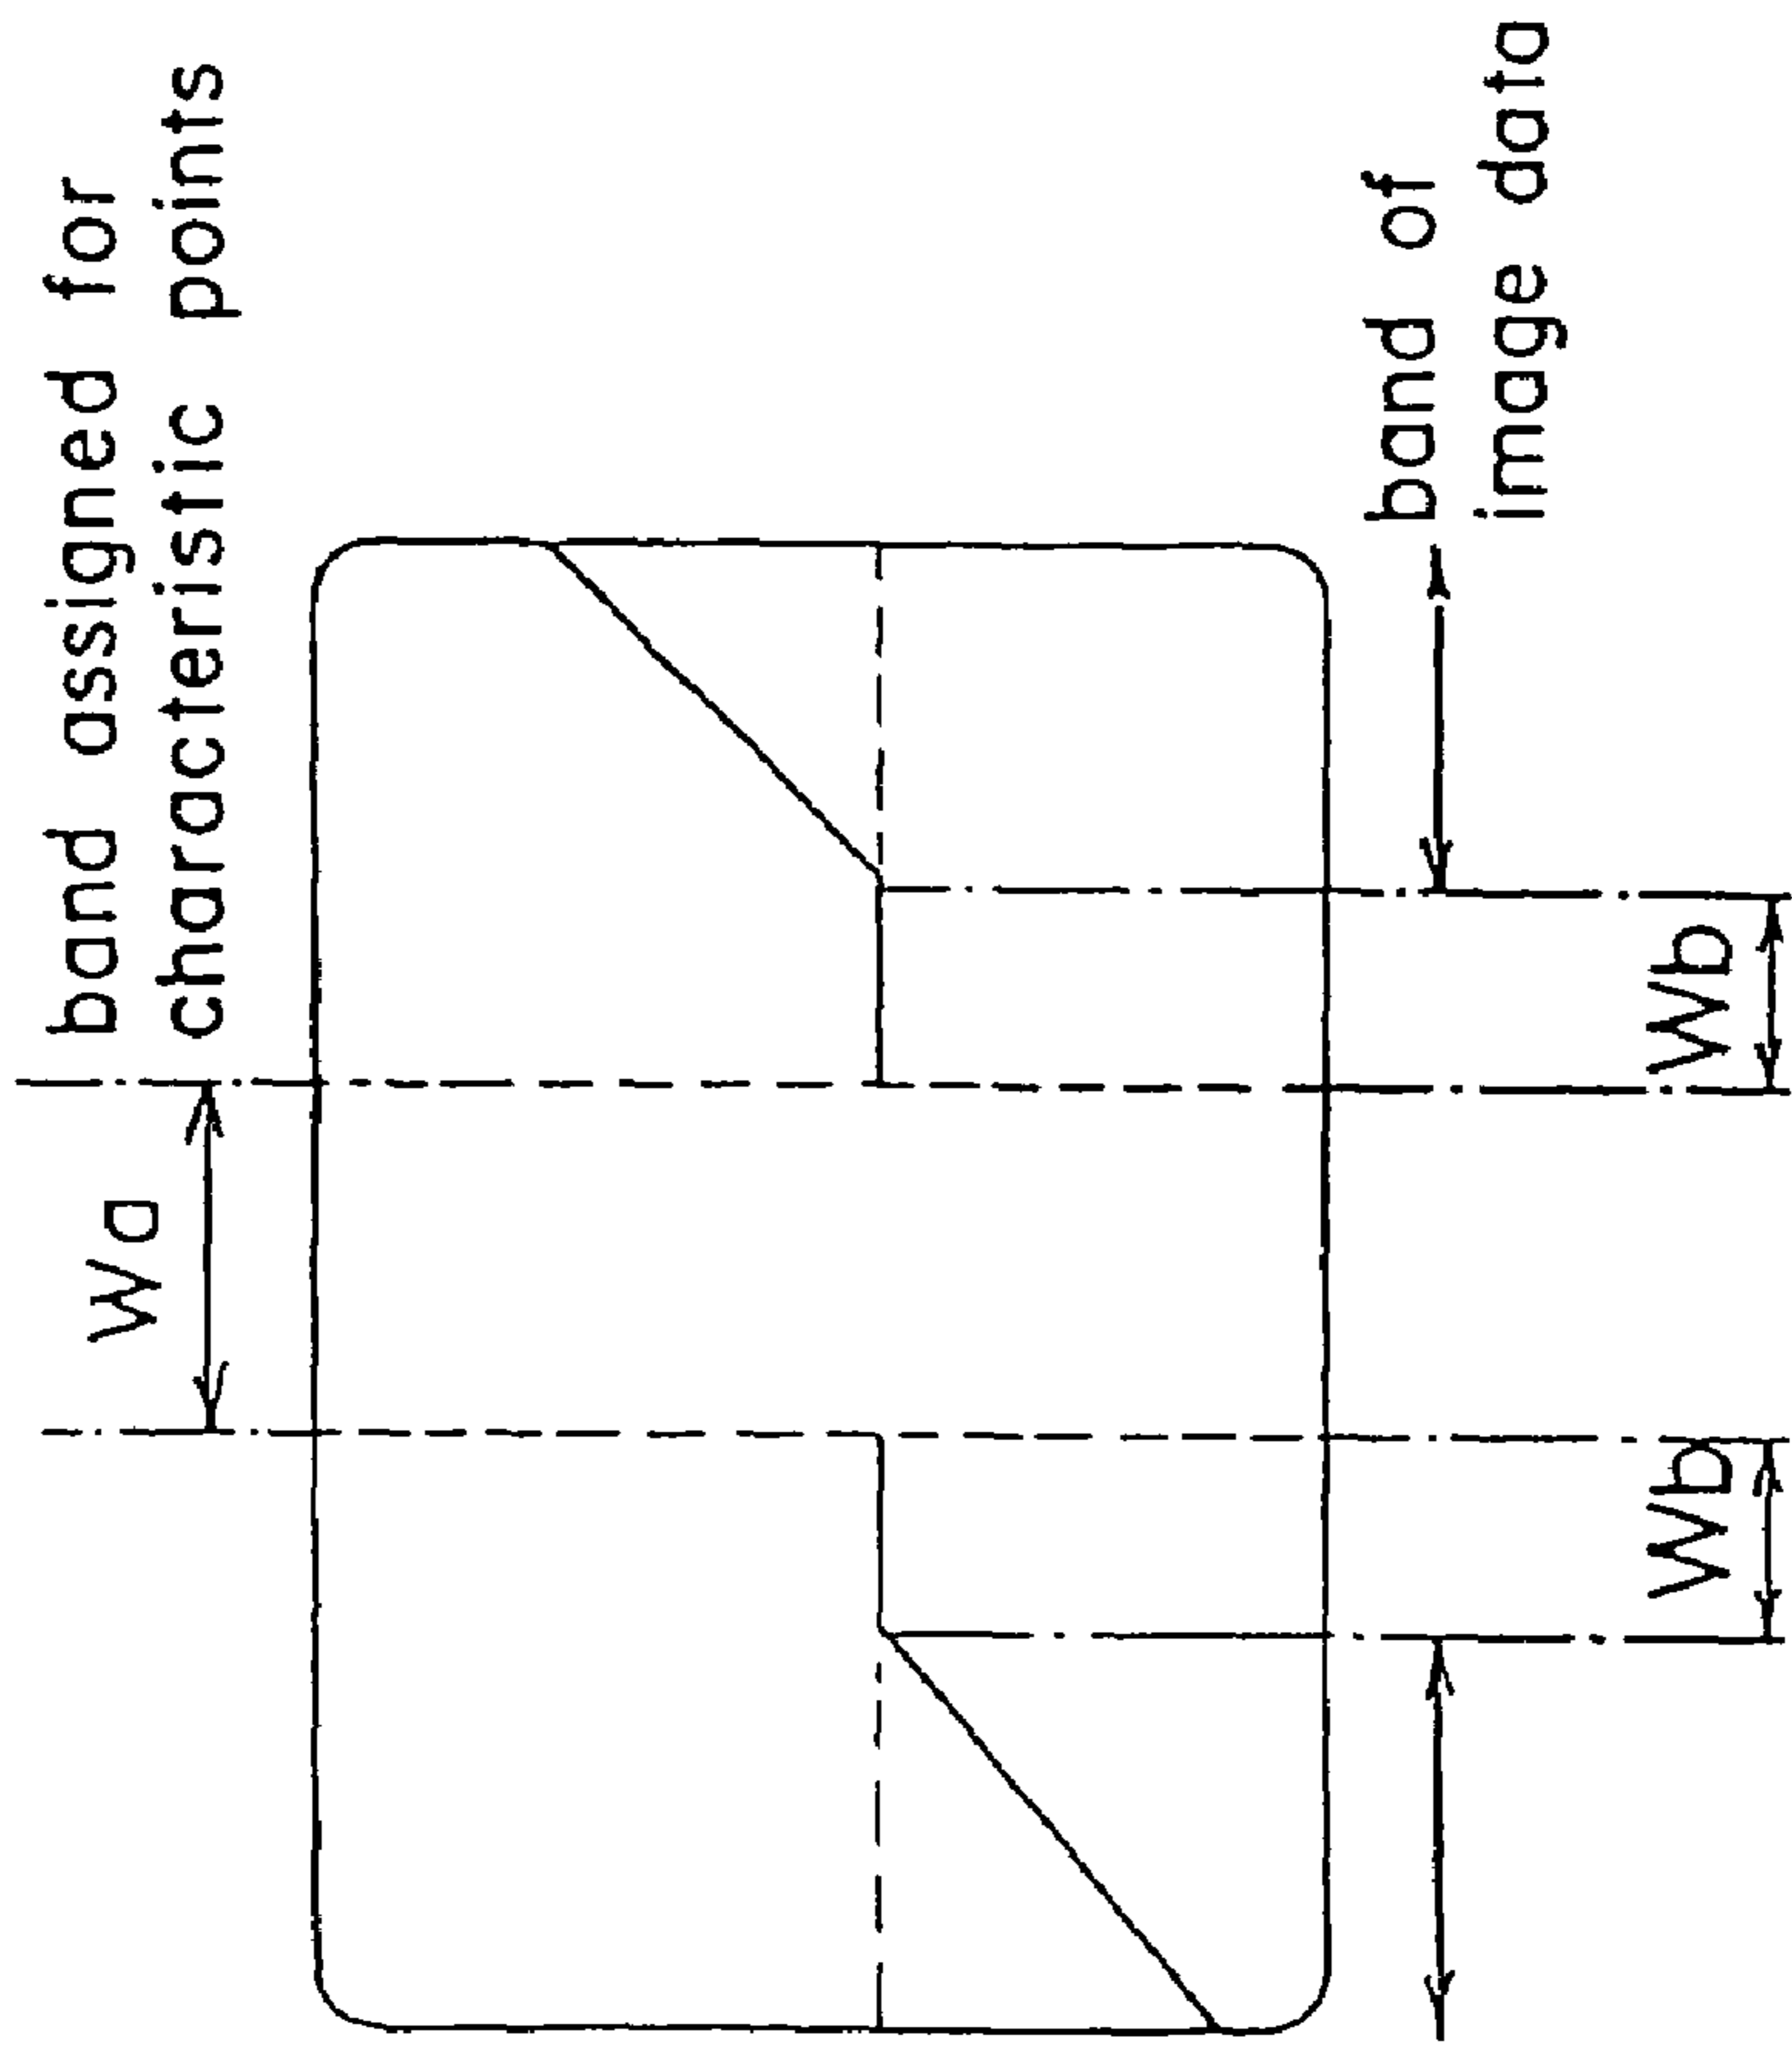 band assigned for
characteristic points
Wa
band of
image data
Wb
Wb